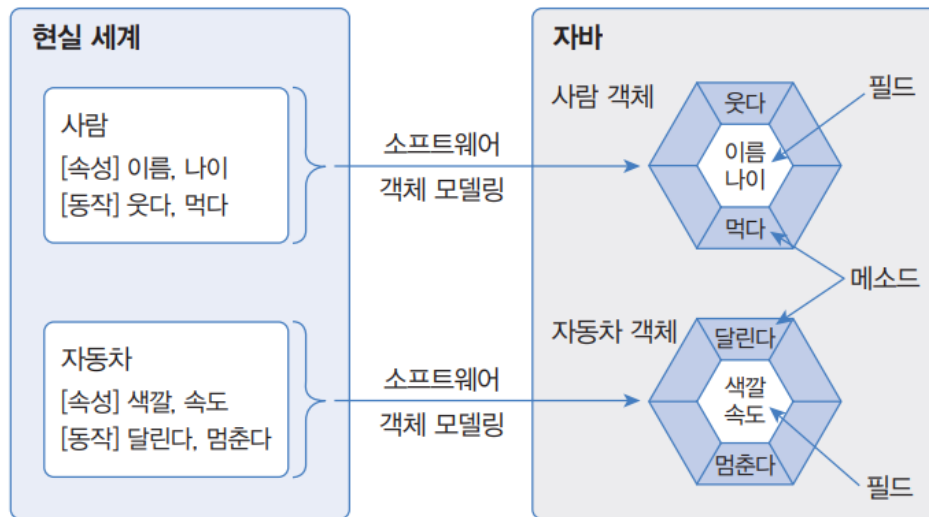 현실 세계
사람
[속성] 이름, 나이
[동작] 웃다, 먹다
자동차
[속성] 색깔, 속도
[동작] 달린다, 멈춘다
소프트웨어
객체 모델링
소프트웨어
객체 모델링
자바
사람 객체
웃다
이름
나이
먹다
필드
메소드
자동차 객체
달린다
색깔
속도
멈춘다
필드